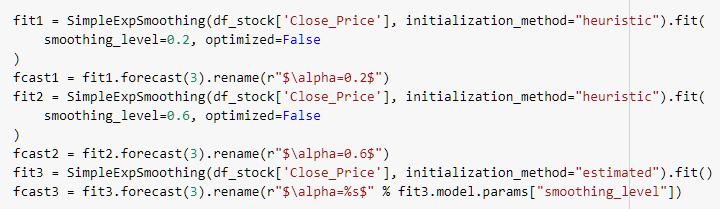 fit1 = SimpleExpSmoothing(df_stock['Close_Price'], initialization_method="heuristic").fit(
    smoothing_level=0.2, optimized=False
)
fcast1 = fit1.forecast(3).rename(r"$\alpha=0.2$")
fit2 = SimpleExpSmoothing(df_stock['Close_Price'], initialization_method="heuristic").fit(
    smoothing_level=0.6, optimized=False
)
fcast2 = fit2.forecast(3).rename(r"$\alpha=0.6$")
fit3 = SimpleExpSmoothing(df_stock['Close_Price'], initialization_method="estimated").fit()
fcast3 = fit3.forecast(3).rename(r"$\alpha=%s$" % fit3.model.params["smoothing_level"])